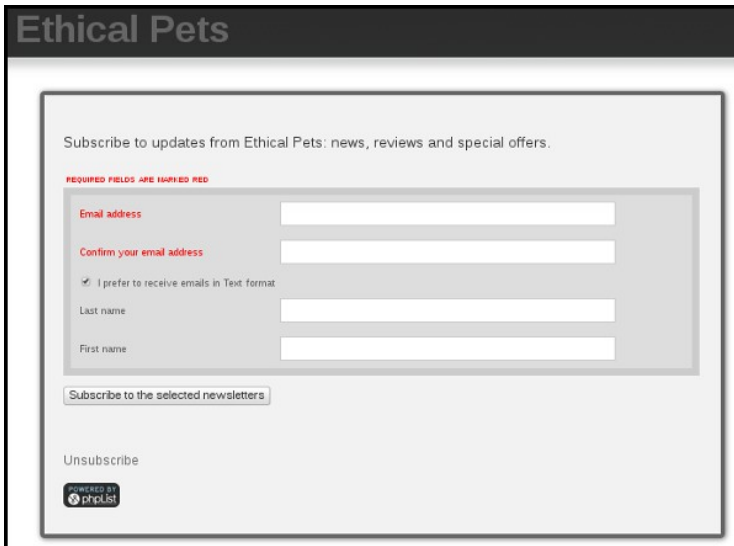 Ethical Pets
Subscribe to updates from Ethical Pets: news, reviews and special offers.
REQUIRED FIELDS ARE MARKED RED
Email address
Confirm your email address
I prefer to receive emails in Text format
Last name
First name
Subscribe to the selected newsletters
Unsubscribe
POWERED BY
phpList